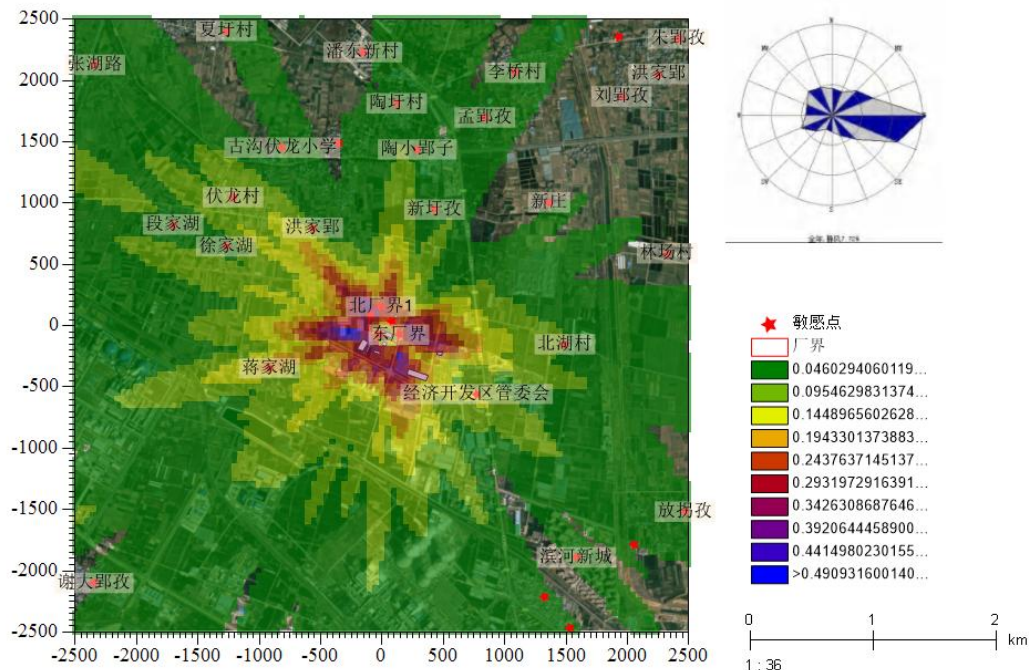 2500
2000
1500
1000
500
0
-500
-1000
-1500
-2000
-2500
-2500 -2000 -1500 -1000 -500 0 500 1000 1500 2000 2500
夏圩村
朱郢孜
潘东新村
张湖路
李桥村
洪家郢
刘郢孜
陶圩村
孟郢孜
古沟伏龙小学
陶小郢子
伏龙村
新庄
新圩孜
段家湖
洪家郢
徐家湖
林场村
北厂界1
东厂界
北湖村
蒋家湖
经济开发区管委会
放拐孜
滨河新城
谢大郢孜
敏感点
厂界
0.0460294060119...
0.0954629831374...
0.1448965602628...
0.1943301373883...
0.2437637145137...
0.2931972916391...
0.3426308687646...
0.3920644458900...
0.4414980230155...
>0.490931600140...
0 1 2
km
1 : 36